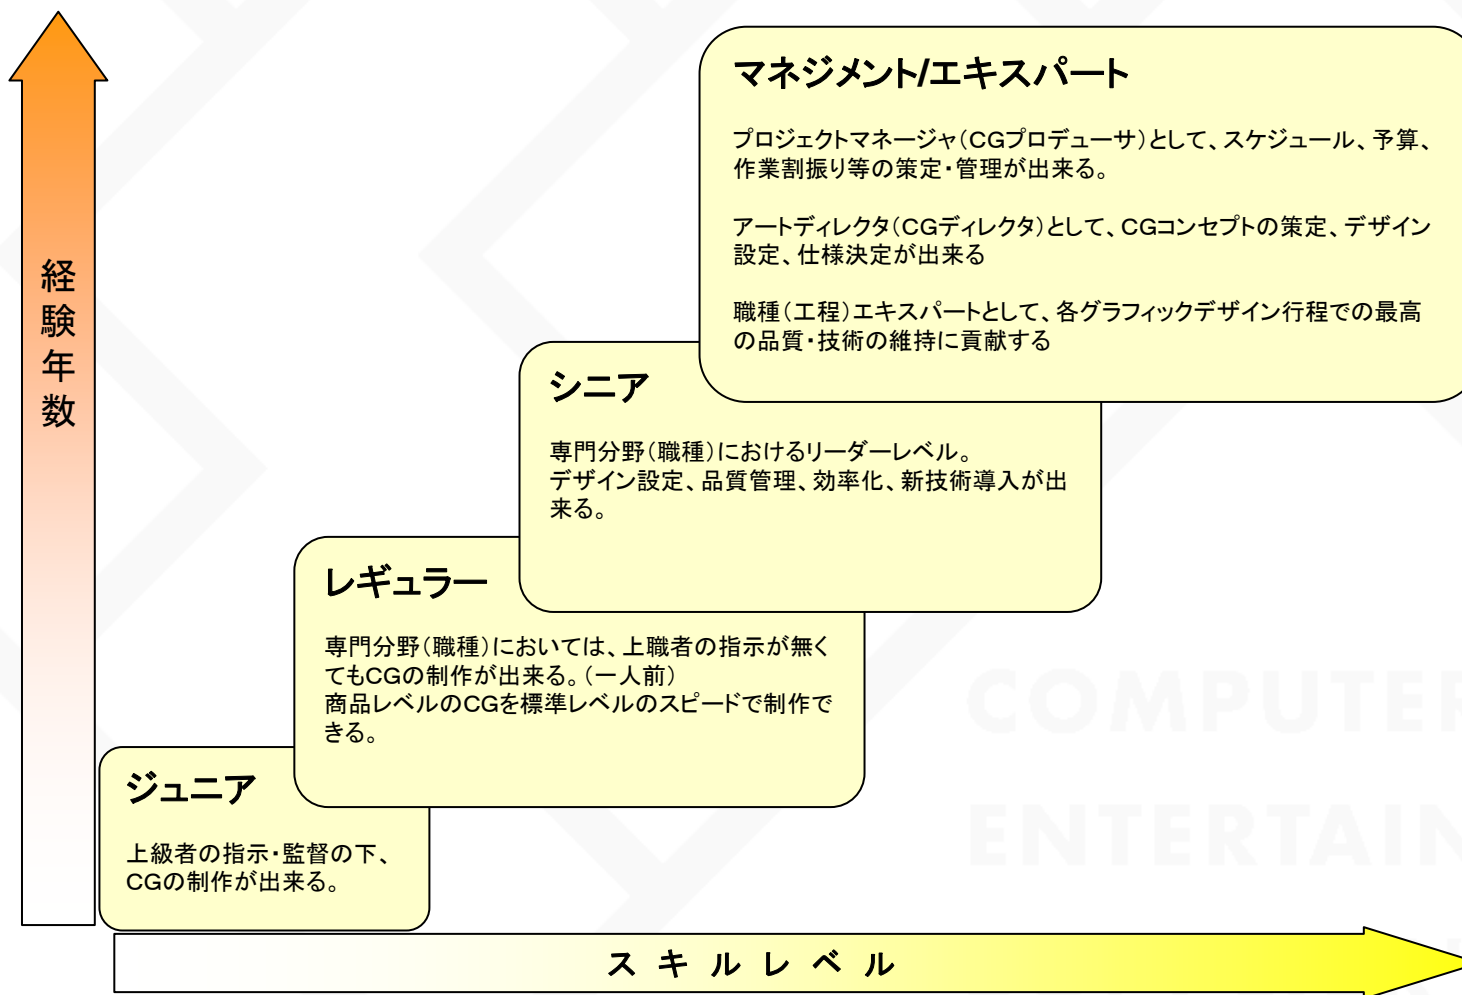 マネジメント/エキスパート
プロジェクトマネージャ（CGプロデューサ）として、スケジュール、予算、
作業割振り等の策定・管理が出来る。
アートディレクタ（CGディレクタ）として、CGコンセプトの策定、デザイン
設定、仕様決定が出来る
職種（工程）エキスパートとして、各グラフィックデザイン行程での最高
の品質・技術の維持に貢献する
経験年数
シニア
専門分野（職種）におけるリーダーレベル。
デザイン設定、品質管理、効率化、新技術導入が出
来る。
レギュラー
専門分野（職種）においては、上職者の指示が無く
てもCGの制作が出来る。（一人前）
商品レベルのCGを標準レベルのスピードで制作で
きる。
ジュニア
上級者の指示・監督の下、
CGの制作が出来る。
スキルレベル
COMPUTER
ENTERTAIN